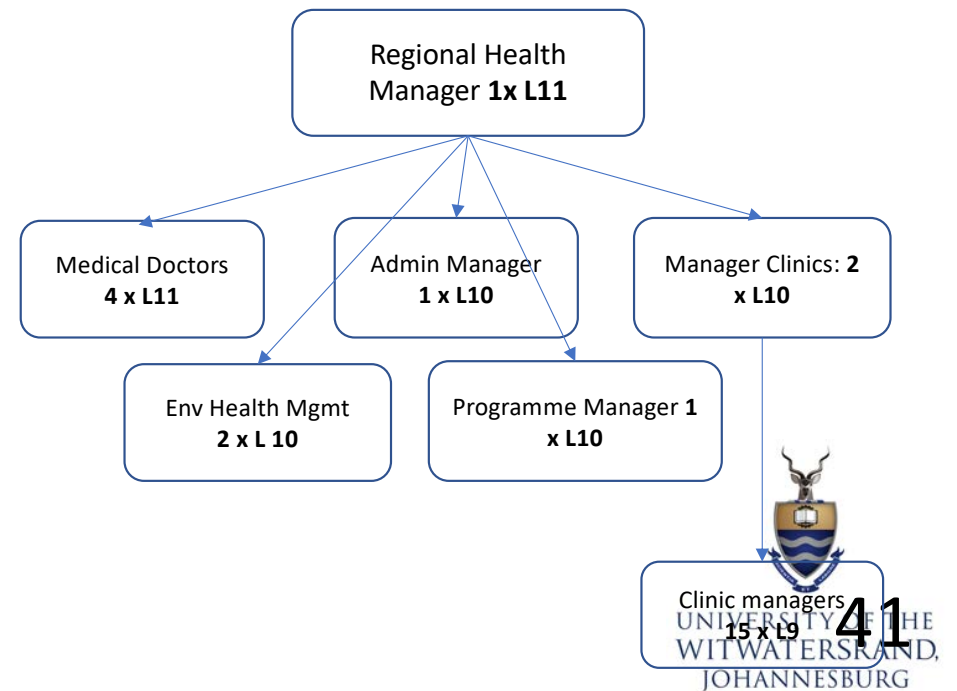 Regional Health
Manager 1x L11
Medical Doctors
4 x L11
Admin Manager
1 x L10
Manager Clinics: 2
x L10
Env Health Mgmt
2 x L 10
Programme Manager 1
x L10
Clinic managers
15 x L9
41
UNIVERSITY OF THE
WITWATERSRAND,
JOHANNESBURG